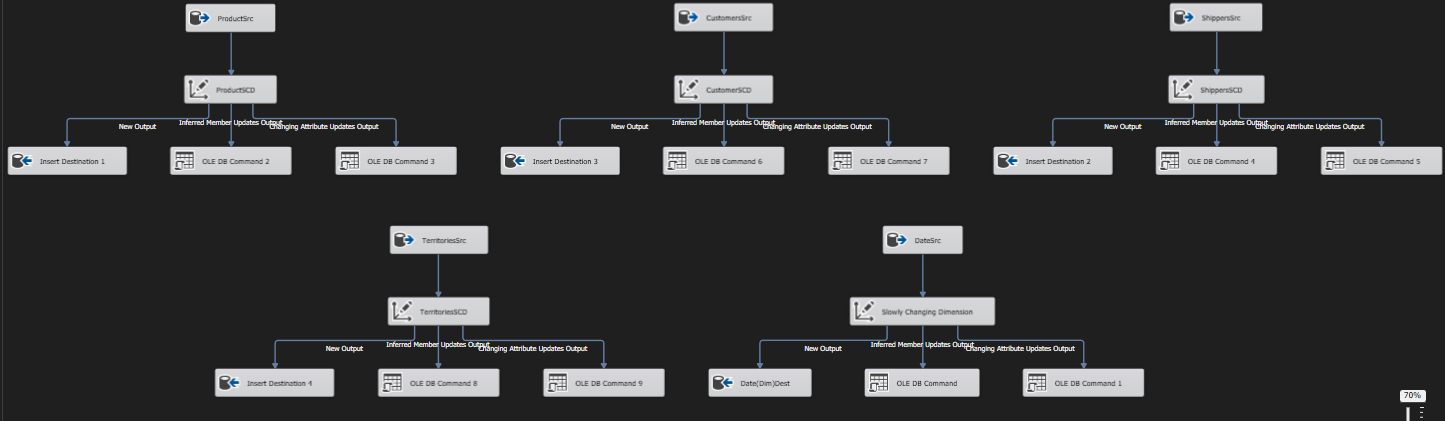 ProductSrc
CustomersSrc
ShippersSrc
ProductSCD
CustomerSCD
ShippersSCD
New Output
Inferred Member Updates Output
Changing Attribute Updates Output
New Output
Inferred Member Updates Output
Changing Attribute Updates Output
New Output
Inferred Member Updates Output
Changing Attribute Updates Output
Insert Destination 1
OLE DB Command 2
OLE DB Command 3
Insert Destination 3
OLE DB Command 6
OLE DB Command 7
Insert Destination 2
OLE DB Command 4
OLE DB Command 5
TerritoriesSrc
DateSrc
TerritoriesSCD
Slowly Changing Dimension
New Output
Inferred Member Updates Output
Changing Attribute Updates Output
New Output
Inferred Member Updates Output
Changing Attribute Updates Output
Insert Destination 4
OLE DB Command 8
OLE DB Command 9
Date(Dim)Dest
OLE DB Command
OLE DB Command 1
70%